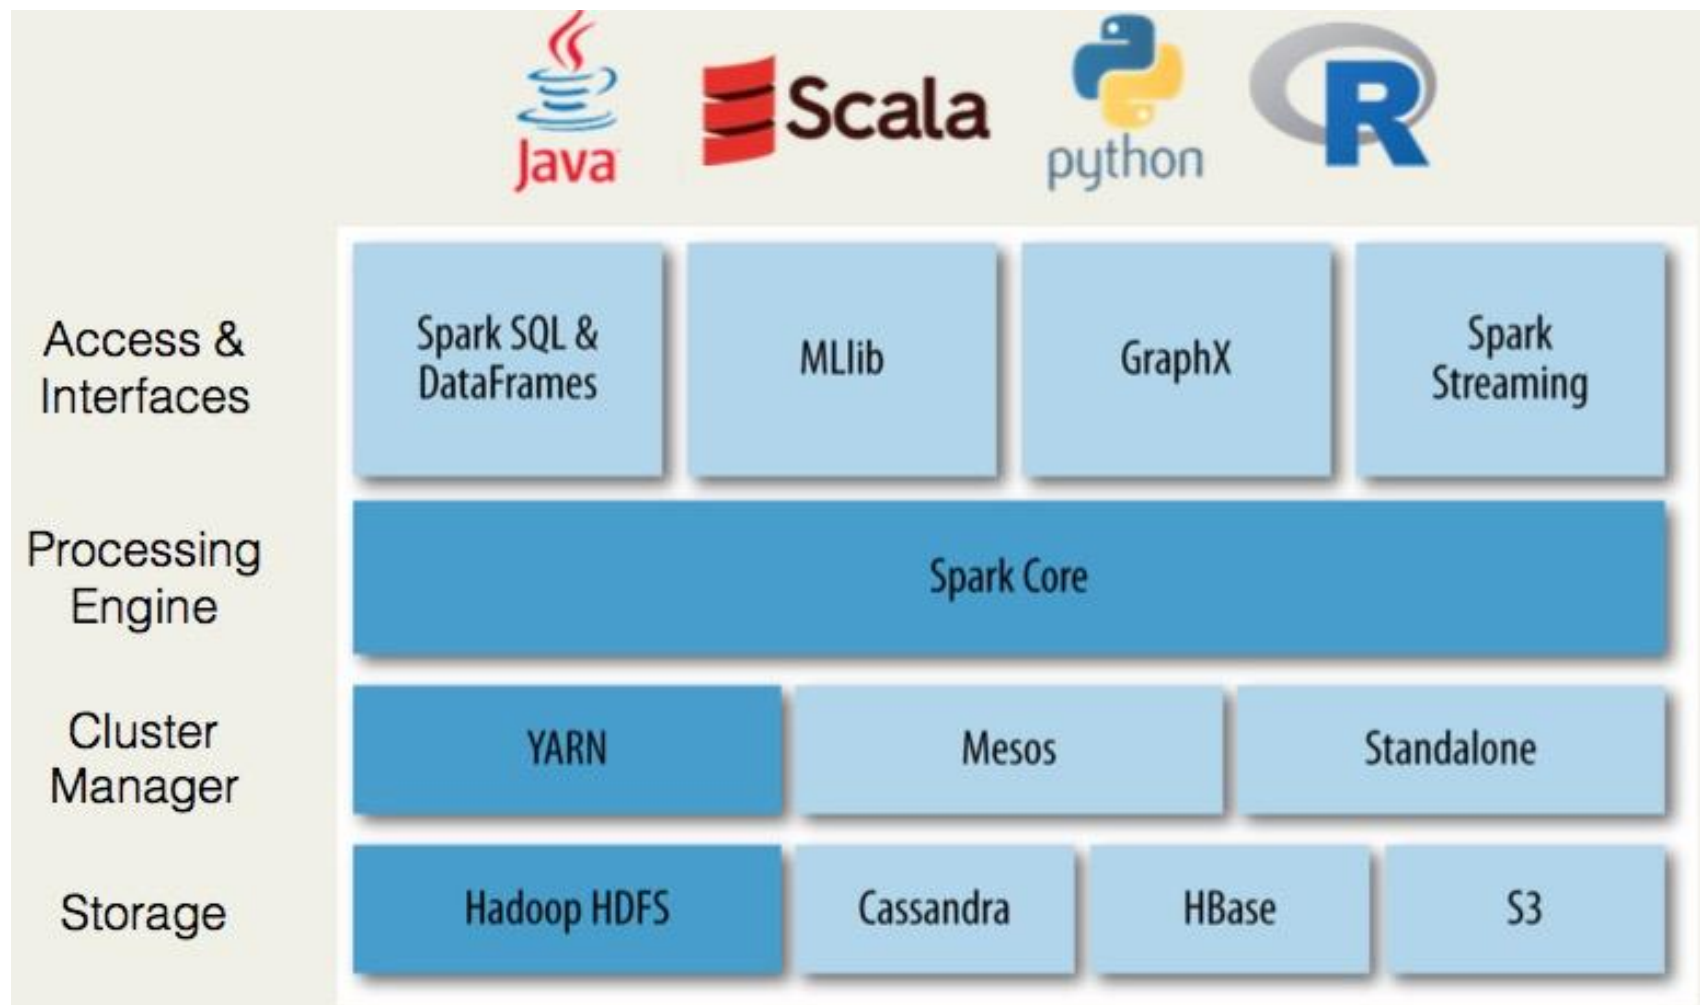 Java
Scala
python
R
Access &
Interfaces
Spark SQL &
DataFrames
MLlib
GraphX
Spark
Streaming
Processing
Engine
Spark Core
Cluster
Manager
YARN
Mesos
Standalone
Storage
Hadoop HDFS
Cassandra
HBase
S3